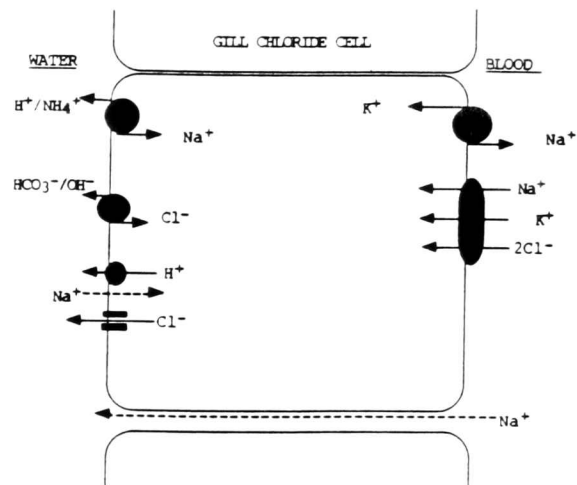 GILL CHLORIDE CELL
WATER
BLOOD
H⁺/NH₄⁺
Na⁺
K⁺
Na⁺
HCO₃⁻/OH⁻
Cl⁻
Na⁺
K⁺
2Cl⁻
H⁺
Na⁺
Cl⁻
Na⁺